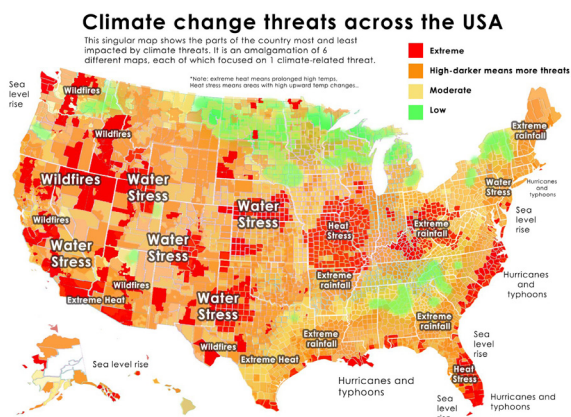 Climate change threats across the USA
This singular map shows the parts of the country most and least
impacted by climate threats. It is an amalgamation of 6
different maps, each of which focused on 1 climate-related threat.
*Note: extreme heat means prolonged high temps,
Heat stress means areas with high upward temp changes..
Extreme
High-darker means more threats
Moderate
Low
Sea
level
rise
Wildfires
Wildfires
Extreme
rainfall
Wildfires
Water
Stress
Water
Stress
Hurricanes
and
typhoons
Water
Stress
Sea
level
rise
Wildfires
Heat
Stress
Extreme
rainfall
Water
Stress
Water
Stress
Extreme
rainfall
Hurricanes
and
typhoons
Wildfires
Extreme Heat
Water
Stress
Extreme
rainfall
Extreme
rainfall
Sea
level
rise
Wildfires
Extreme Heat
Sea level rise
Heat
Stress
Hurricanes and
typhoons
Sea
level
rise
Hurricanes and
typhoons